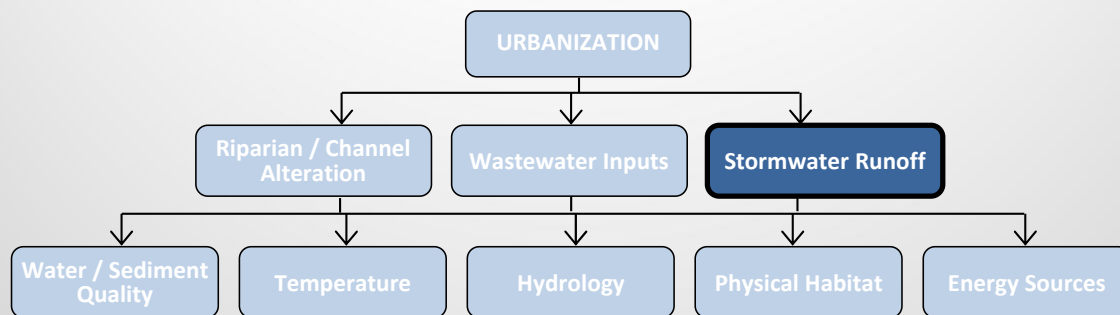 URBANIZATION
Riparian / Channel
Alteration
Wastewater Inputs
Stormwater Runoff
Water / Sediment
Quality
Temperature
Hydrology
Physical Habitat
Energy Sources